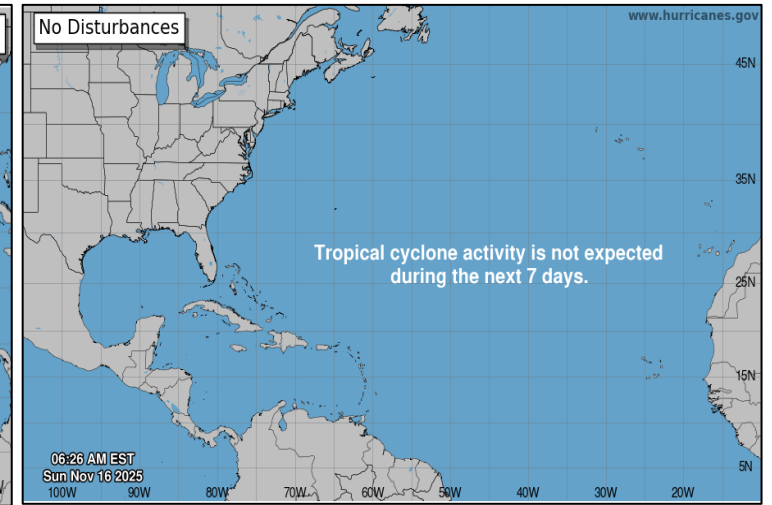 No Disturbances
www.hurricanes.gov
45N
35N
Tropical cyclone activity is not expected
during the next 7 days.
25N
15N
06:26 AM EST
Sun Nov 16 2025
5N
100W 90W 80W 70W 60W 50W 40W 30W 20W